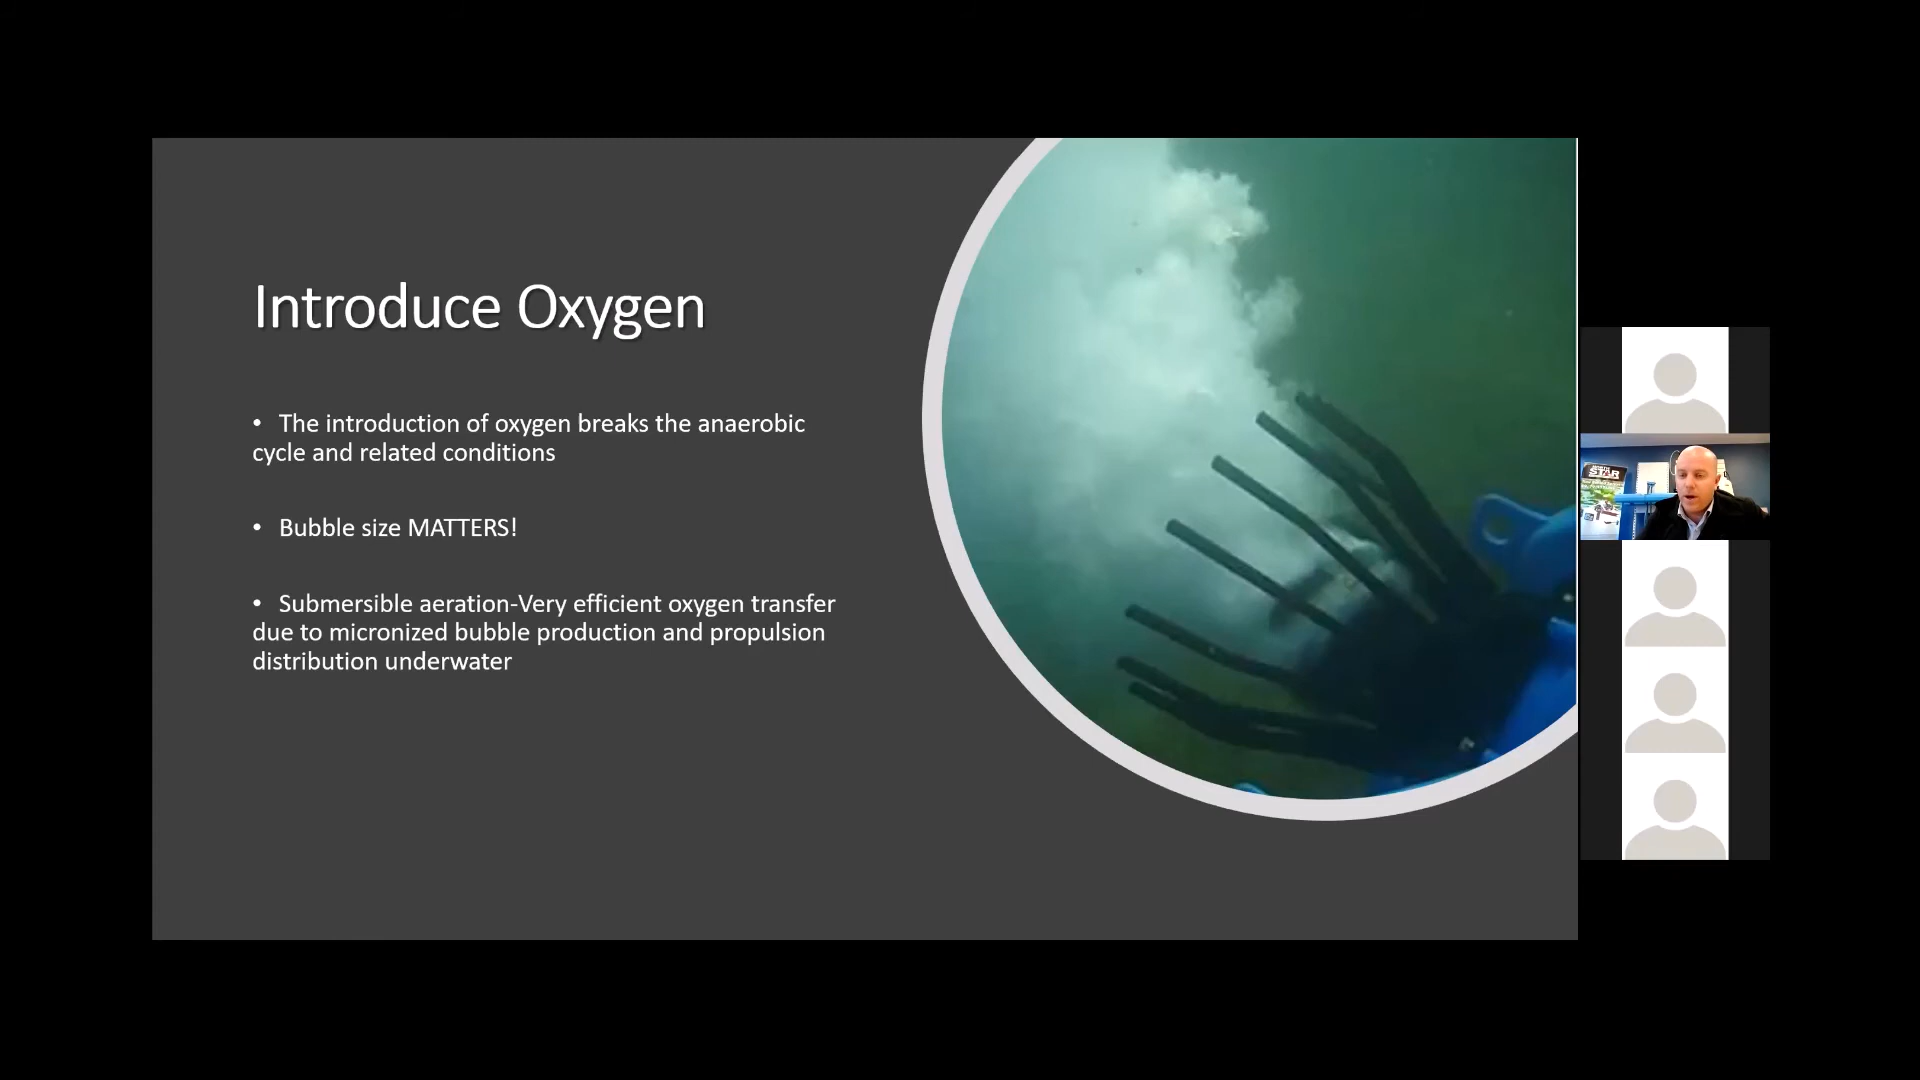 Introduce Oxygen
• The introduction of oxygen breaks the anaerobic
cycle and related conditions
• Bubble size MATTERS!
• Submersible aeration-Very efficient oxygen transfer
due to micronized bubble production and propulsion
distribution underwater
STAR